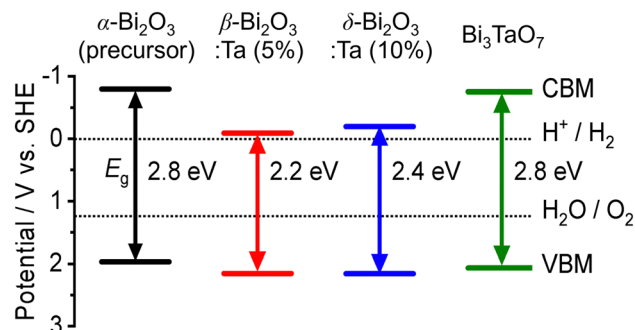 α-Bi₂O₃
(precursor)
β-Bi₂O₃
:Ta (5%)
δ-Bi₂O₃
:Ta (10%)
Bi₃TaO₇
Potential / V vs. SHE
-1
0
1
2
3
E_g 2.8 eV
2.2 eV
2.4 eV
2.8 eV
CBM
H⁺ / H₂
H₂O / O₂
VBM